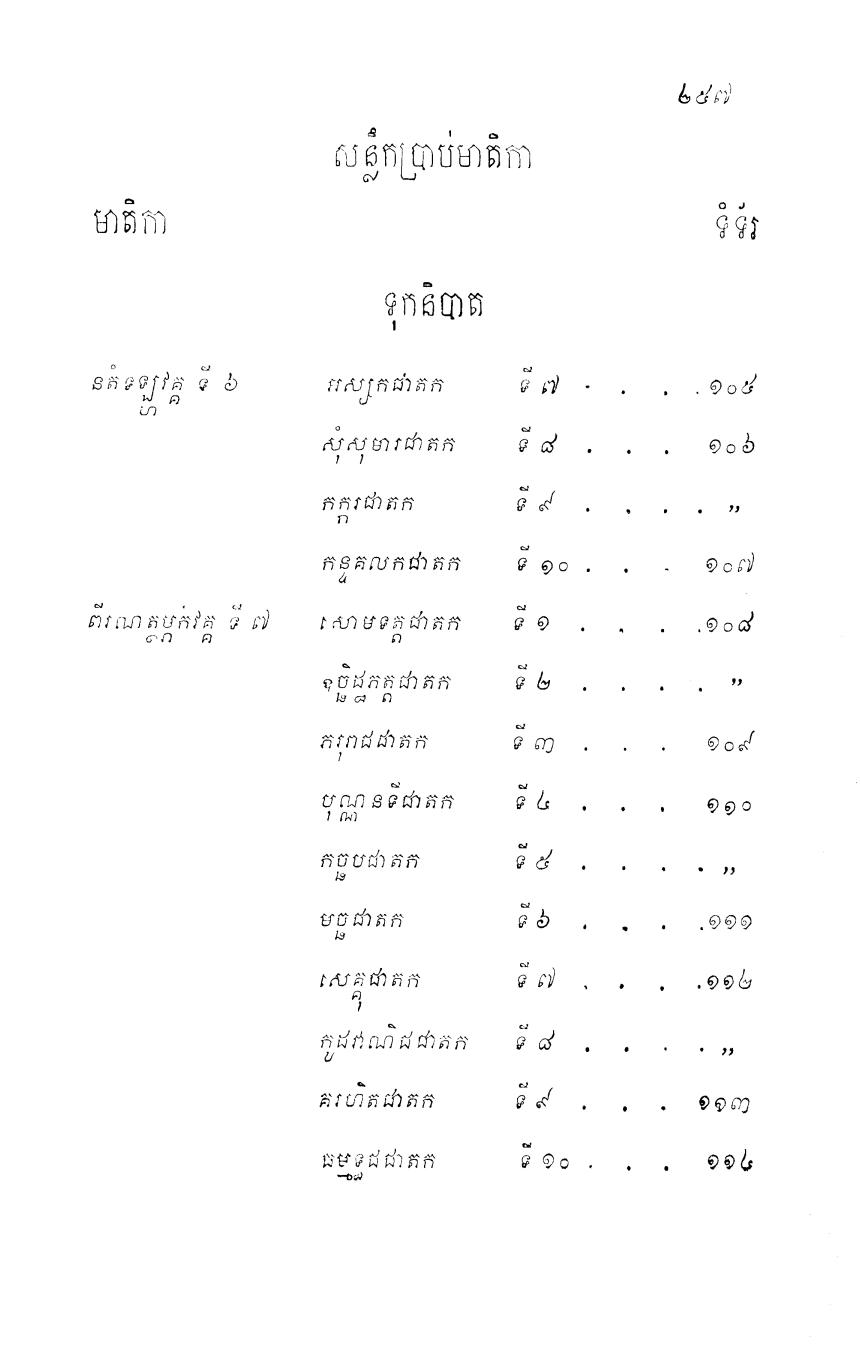 ២៥៧
សន្លឹកប្រាប់មាតិកា
មាតិកា ទំទ័រ
ទុកនិបាត
នតំទឡ្ហវគ្គ ទី ៦ អស្សកជាតក ទី ៧ . . . . ១០៥
សុំសុមារជាតក ទី ៨ . . . ១០៦
កក្ករជាតក ទី ៩ . . . . ,,
កន្ទគលកជាតក ទី ១០ . . . ១០៧
ពីរណត្ថម្ភកវគ្គ ទី ៧ សោមទត្តជាតក ទី ១ . . . . ១០៨
ឧច្ឆិដ្ឋភត្តជាតក ទី ២ . . . . ,,
ភរុរាជជាតក ទី ៣ . . . ១០៩
បុណ្ណនទីជាតក ទី ៤ . . . ១១០
កច្ឆបជាតក ទី ៥ . . . . ,,
មច្ឆជាតក ទី ៦ . . . . ១១១
សេគ្គុជាតក ទី ៧ . . . . ១១២
កូដវាណិជជាតក ទី ៨ . . . . ,,
គរហិតជាតក ទី ៩ . . . ១១៣
ធម្មទ្ធជជាតក ទី ១០ . . . ១១៤